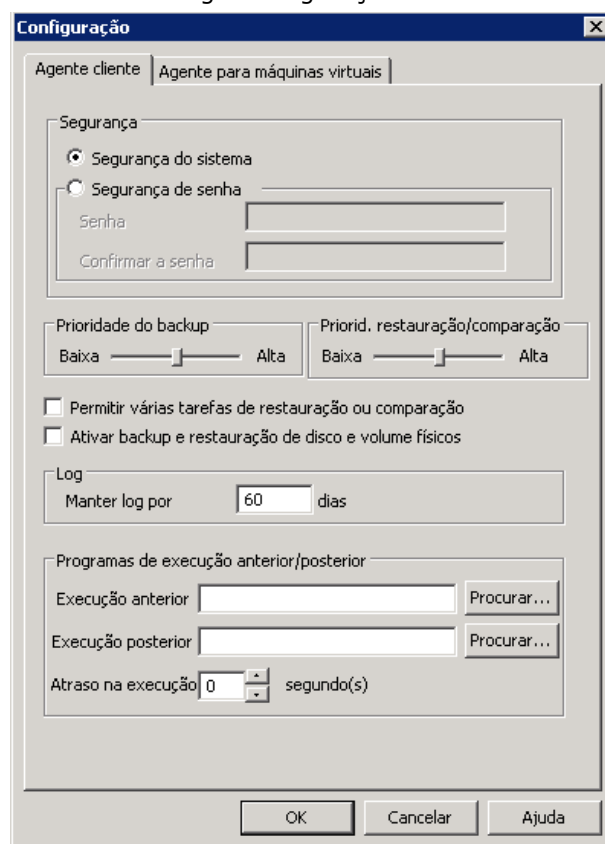 Configuração
Agente cliente Agente para máquinas virtuais
Segurança
Segurança do sistema
Segurança de senha
Senha
Confirmar a senha
Prioridade do backup Priorid. restauração/comparação
Baixa Alta Baixa Alta
Permitir várias tarefas de restauração ou comparação
Ativar backup e restauração de disco e volume físicos
Log
Manter log por 60 dias
Programas de execução anterior/posterior
Execução anterior Procurar...
Execução posterior Procurar...
Atraso na execução 0 segundo(s)
OK Cancelar Ajuda